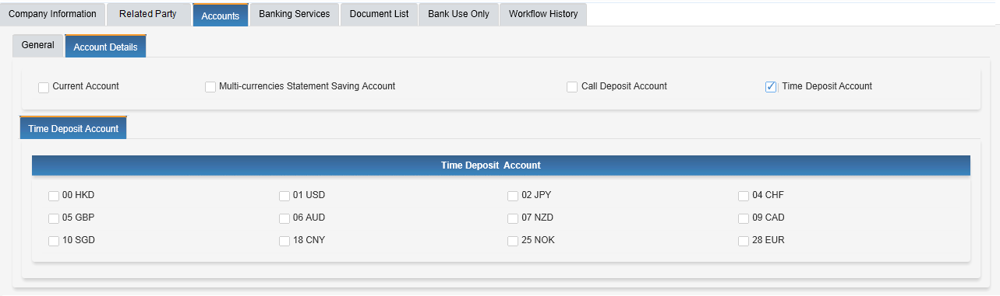 Company Information Related Party Accounts Banking Services Document List Bank Use Only Workflow History
General Account Details
Current Account Multi-currencies Statement Saving Account Call Deposit Account Time Deposit Account
Time Deposit Account
Time Deposit Account
00 HKD 01 USD 02 JPY 04 CHF
05 GBP 06 AUD 07 NZD 09 CAD
10 SGD 18 CNY 25 NOK 28 EUR